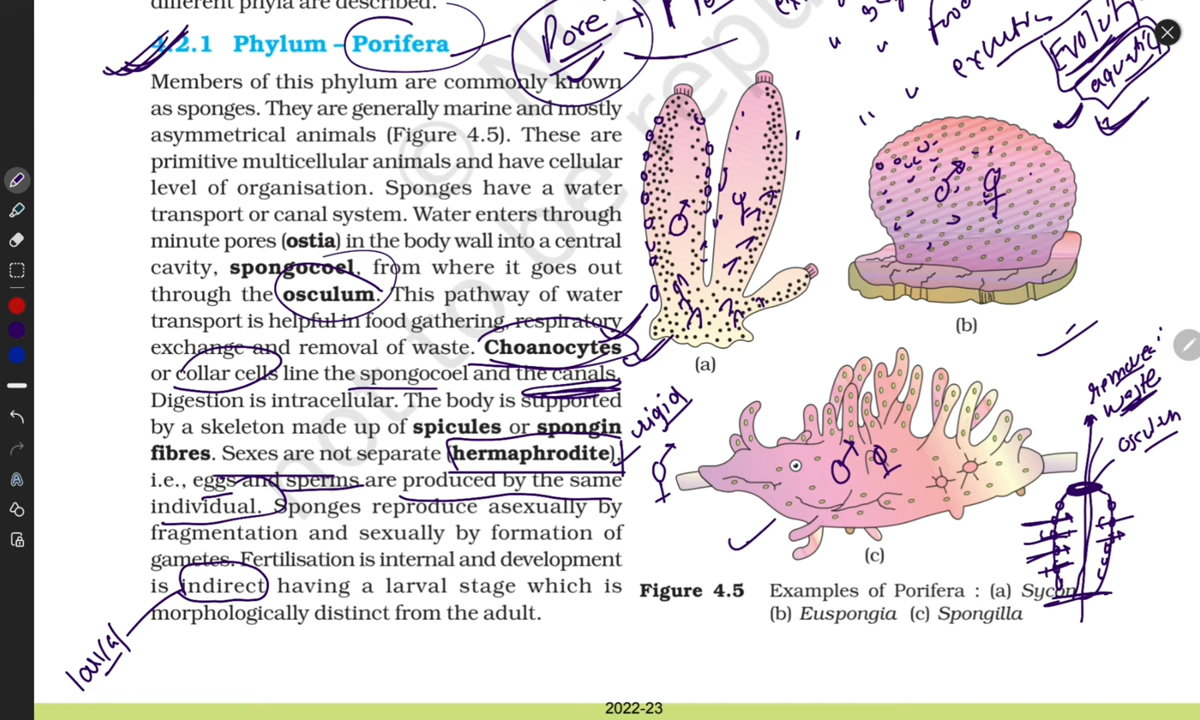 different phyla are described.
4.2.1 Phylum – Porifera
Members of this phylum are commonly known
as sponges. They are generally marine and mostly
asymmetrical animals (Figure 4.5). These are
primitive multicellular animals and have cellular
level of organisation. Sponges have a water
transport or canal system. Water enters through
minute pores (ostia) in the body wall into a central
cavity, spongocoel, from where it goes out
through the osculum. This pathway of water
transport is helpful in food gathering, respiratory
exchange and removal of waste. Choanocytes
or collar cells line the spongocoel and the canals.
Digestion is intracellular. The body is supported
by a skeleton made up of spicules or spongin
fibres. Sexes are not separate (hermaphrodite),
i.e., eggs and sperms are produced by the same
individual. Sponges reproduce asexually by
fragmentation and sexually by formation of
gametes. Fertilisation is internal and development
is indirect having a larval stage which is
morphologically distinct from the adult.
larval
Pore
rigid
food
excretion
aquatic
(a)
(b)
(c)
remove
waste
Figure 4.5 Examples of Porifera : (a) Sycon
(b) Euspongia (c) Spongilla
2022-23